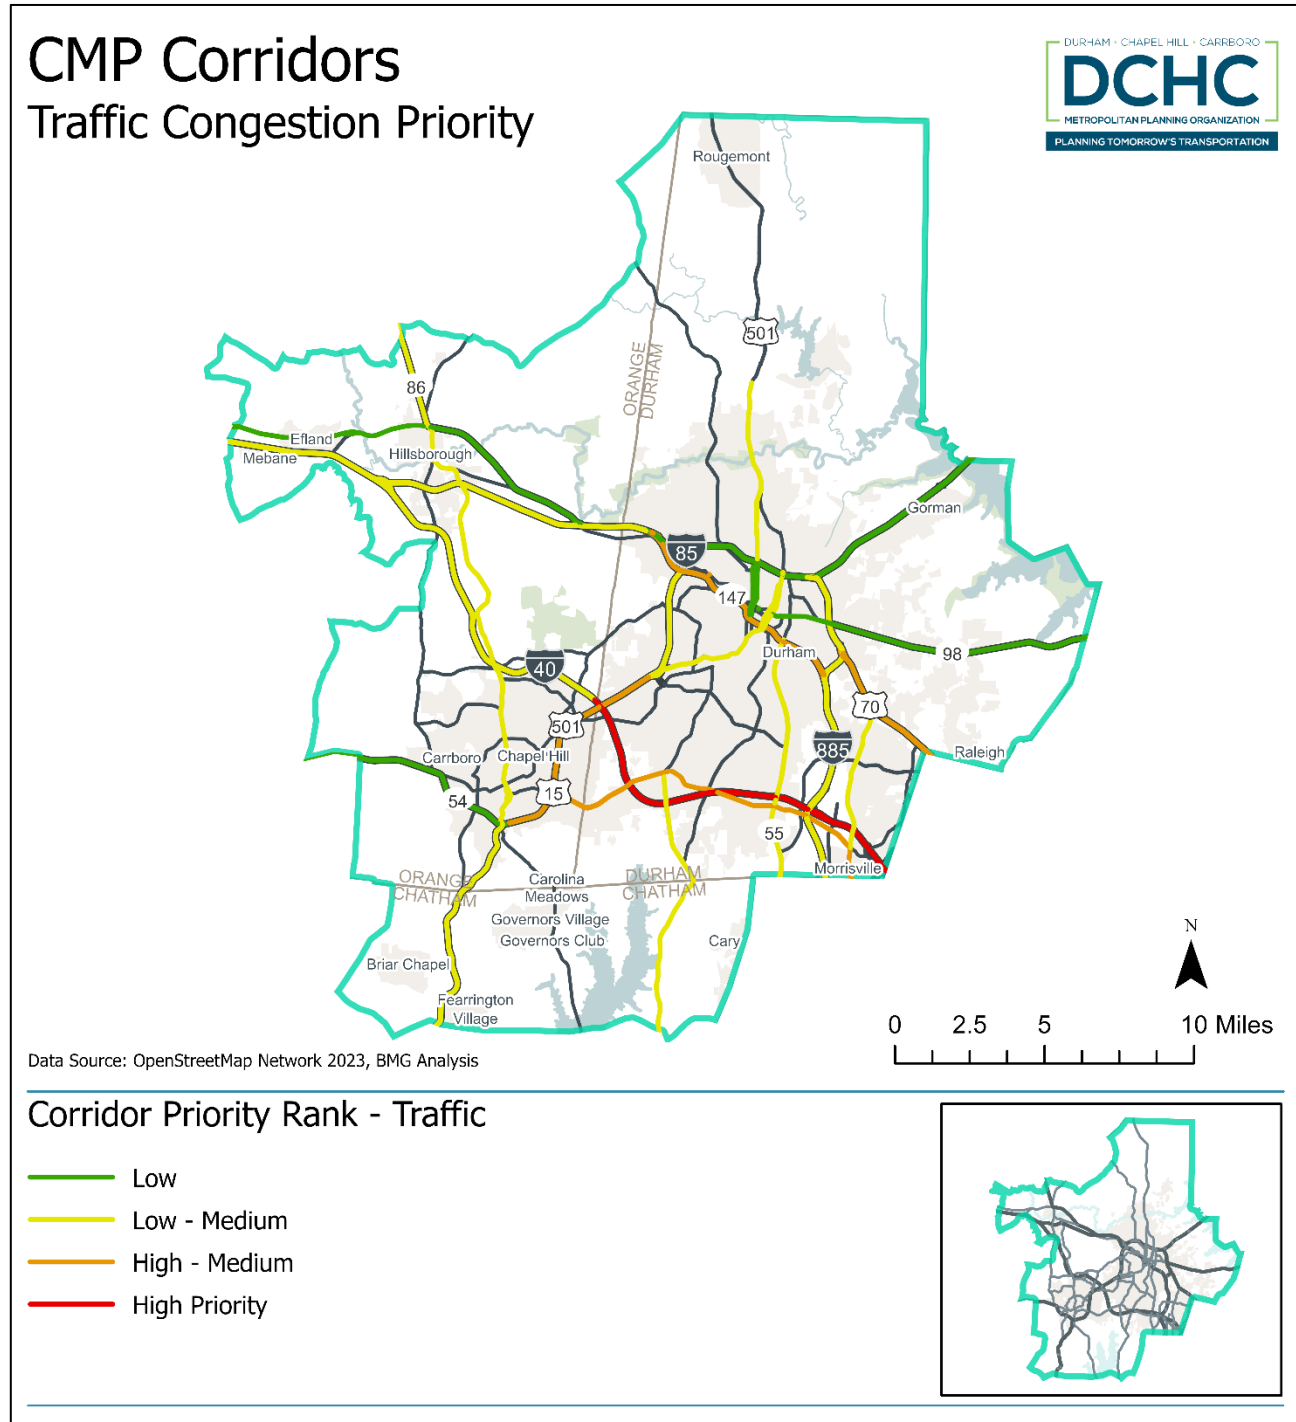 CMP Corridors
Traffic Congestion Priority
DURHAM · CHAPEL HILL · CARRBORO
DCHC
METROPOLITAN PLANNING ORGANIZATION
PLANNING TOMORROW'S TRANSPORTATION
Rougemont
501
ORANGE
DURHAM
86
Efland
Mebane
Hillsborough
Gorman
85
147
Durham
98
40
70
501
885
Raleigh
Carrboro
Chapel Hill
54
15
55
Morrisville
ORANGE
CHATHAM
DURHAM
CHATHAM
Carolina
Meadows
Governors Village
Governors Club
Cary
Briar Chapel
Fearrington
Village
N
0 2.5 5 10 Miles
Data Source: OpenStreetMap Network 2023, BMG Analysis
Corridor Priority Rank - Traffic
Low
Low - Medium
High - Medium
High Priority